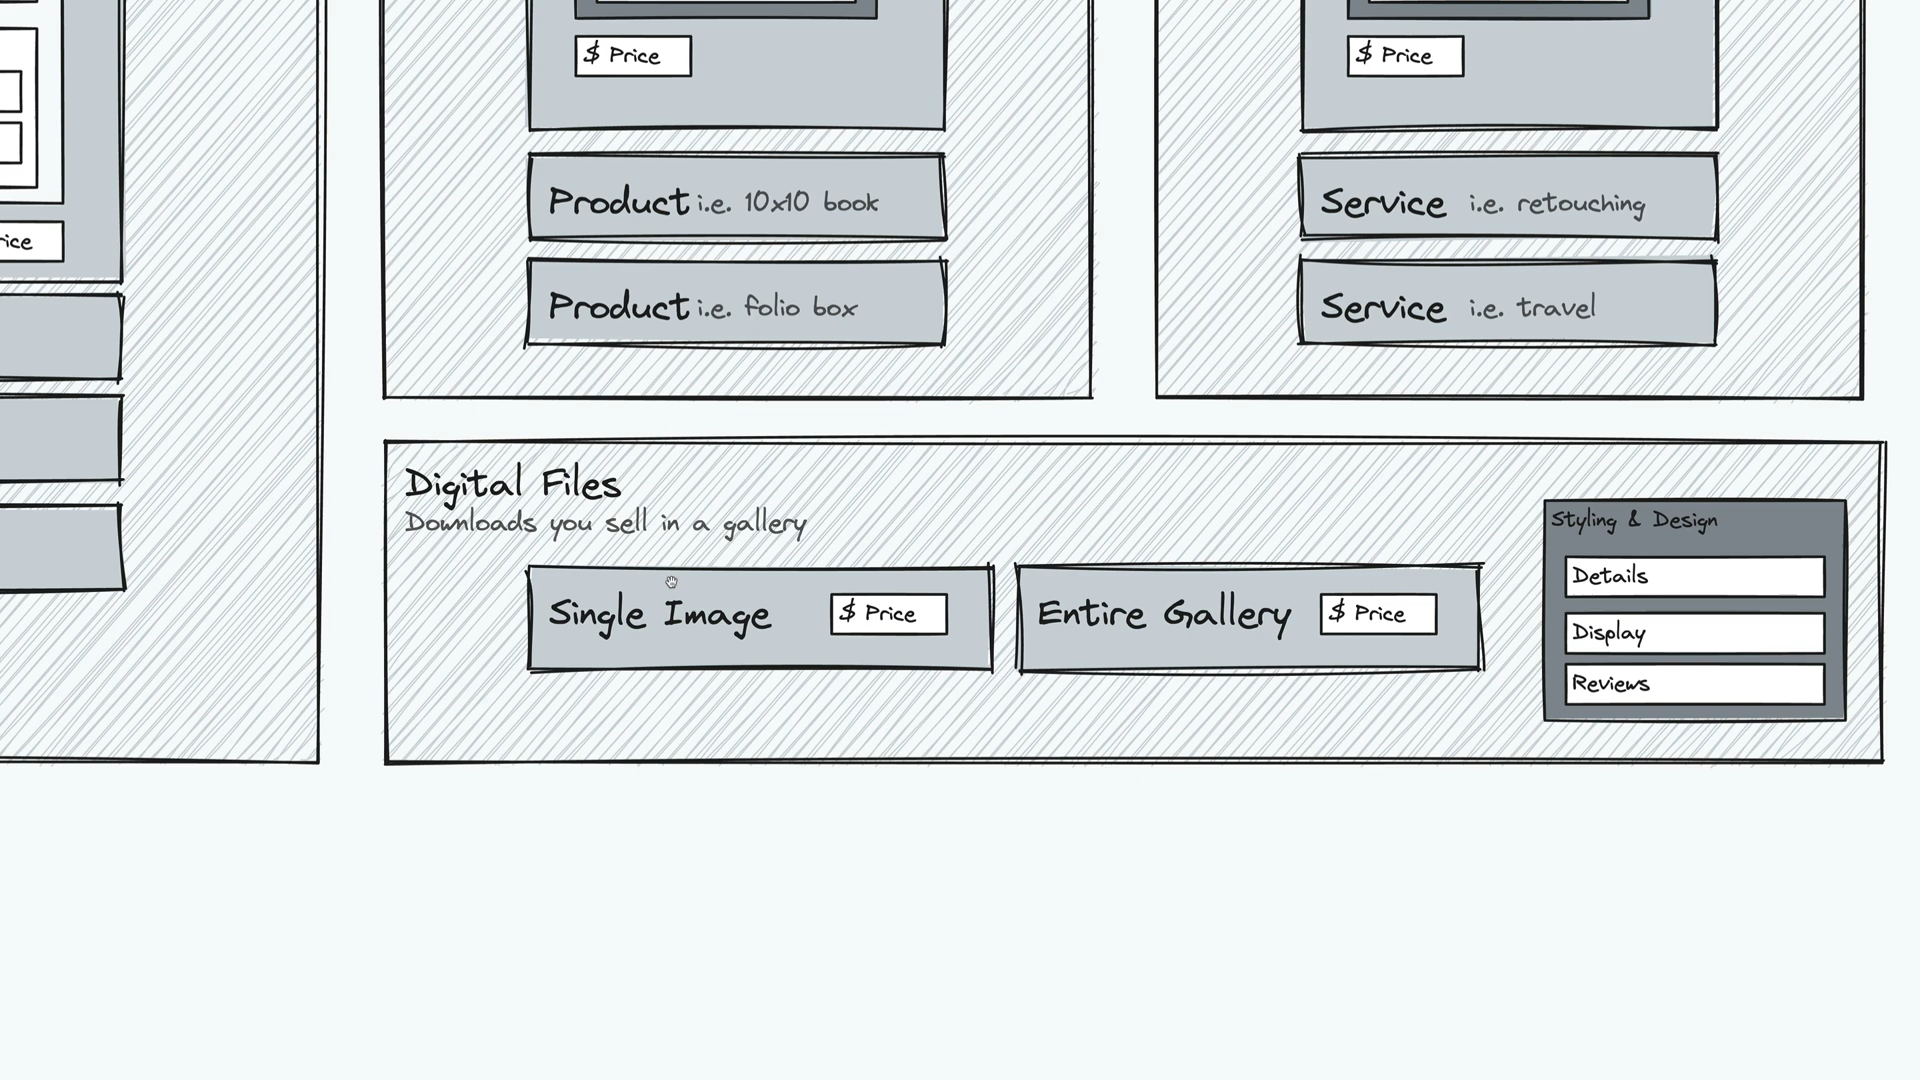 $ Price
$ Price
Product i.e. 10x10 book
Service i.e. retouching
Product i.e. folio box
Service i.e. travel
Digital Files
Downloads you sell in a gallery
Single Image
$ Price
Entire Gallery
$ Price
Styling & Design
Details
Display
Reviews